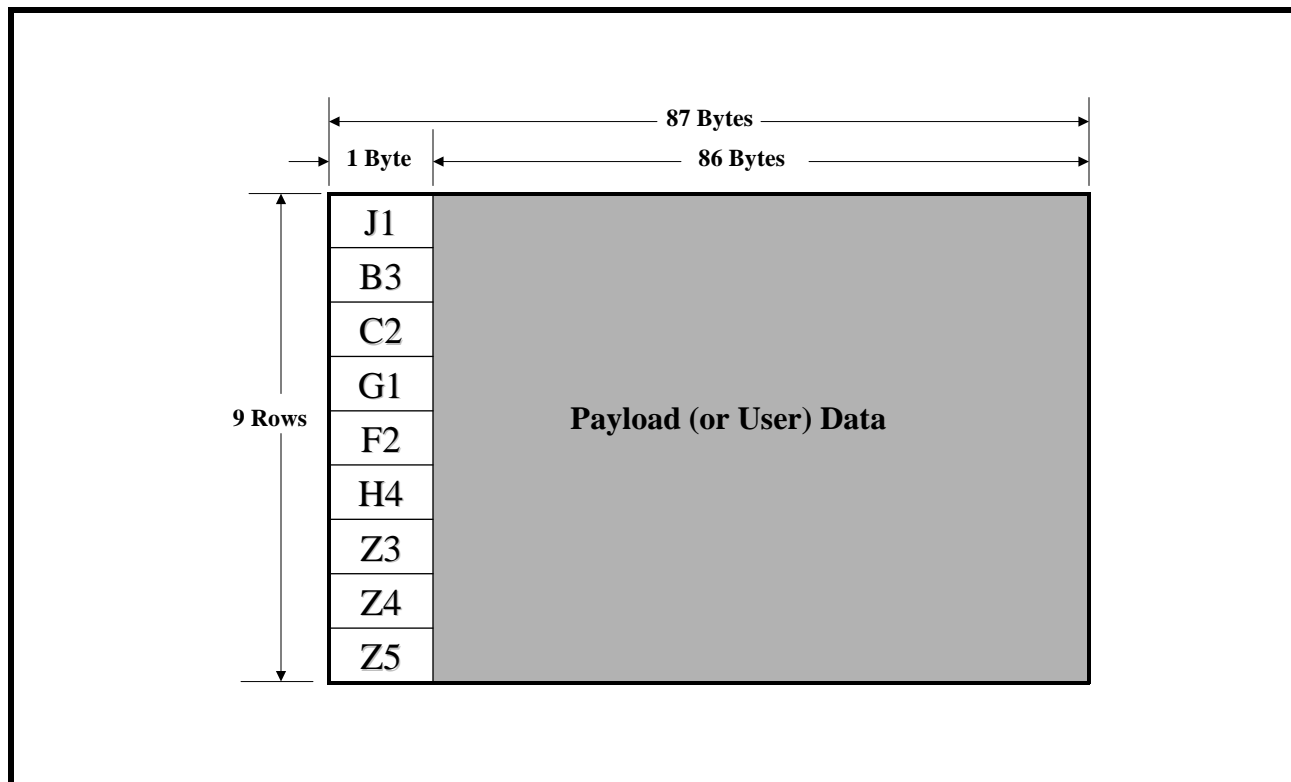 87 Bytes
1 Byte
86 Bytes
J1
B3
C2
G1
F2
H4
Z3
Z4
Z5
9 Rows
Payload (or User) Data